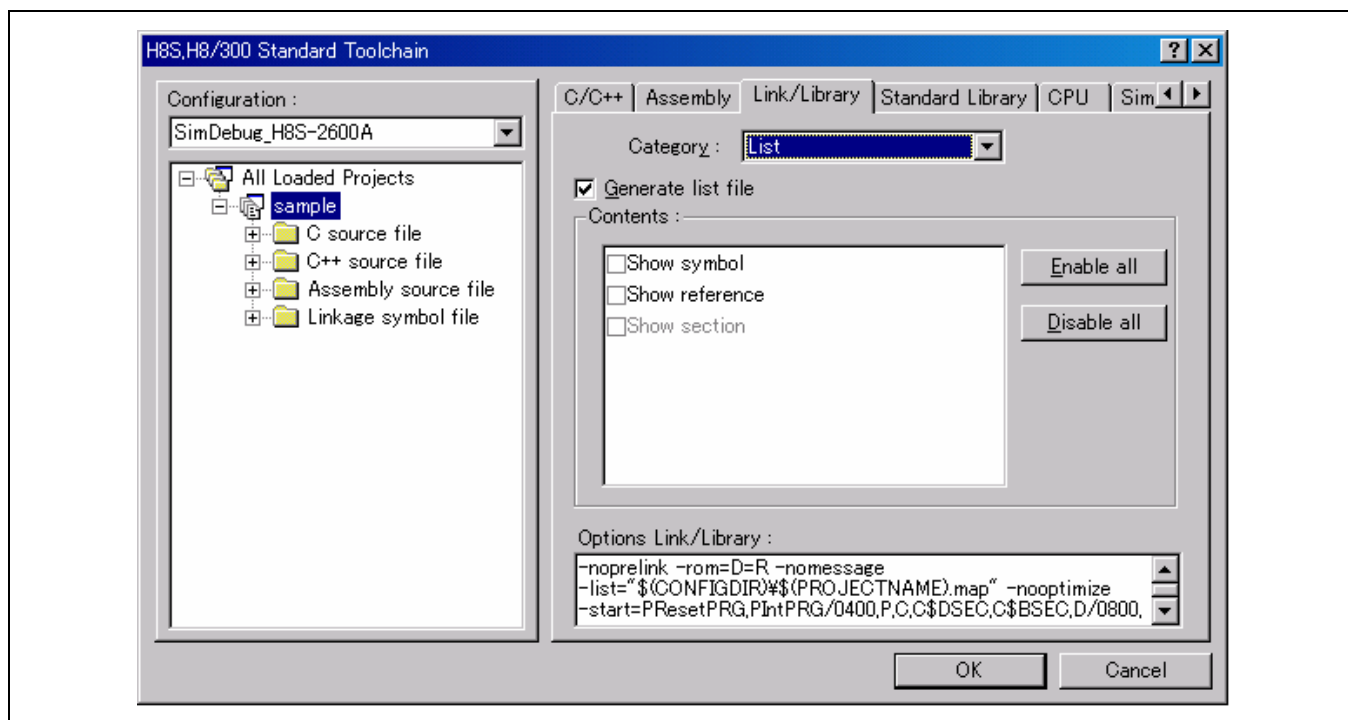 H8S,H8/300 Standard Toolchain
Configuration :
SimDebug_H8S-2600A
All Loaded Projects
sample
C source file
C++ source file
Assembly source file
Linkage symbol file
C/C++ Assembly Link/Library Standard Library CPU Sim
Category : List
Generate list file
Contents :
Show symbol
Show reference
Show section
Enable all
Disable all
Options Link/Library :
-noprelink -rom=D=R -nomessage
-list="$(CONFIGDIR)¥$(PROJECTNAME).map" -nooptimize
-start=PResetPRG,PIntPRG/0400,P,C,C$DSEC,C$BSEC,D/0800,
OK Cancel